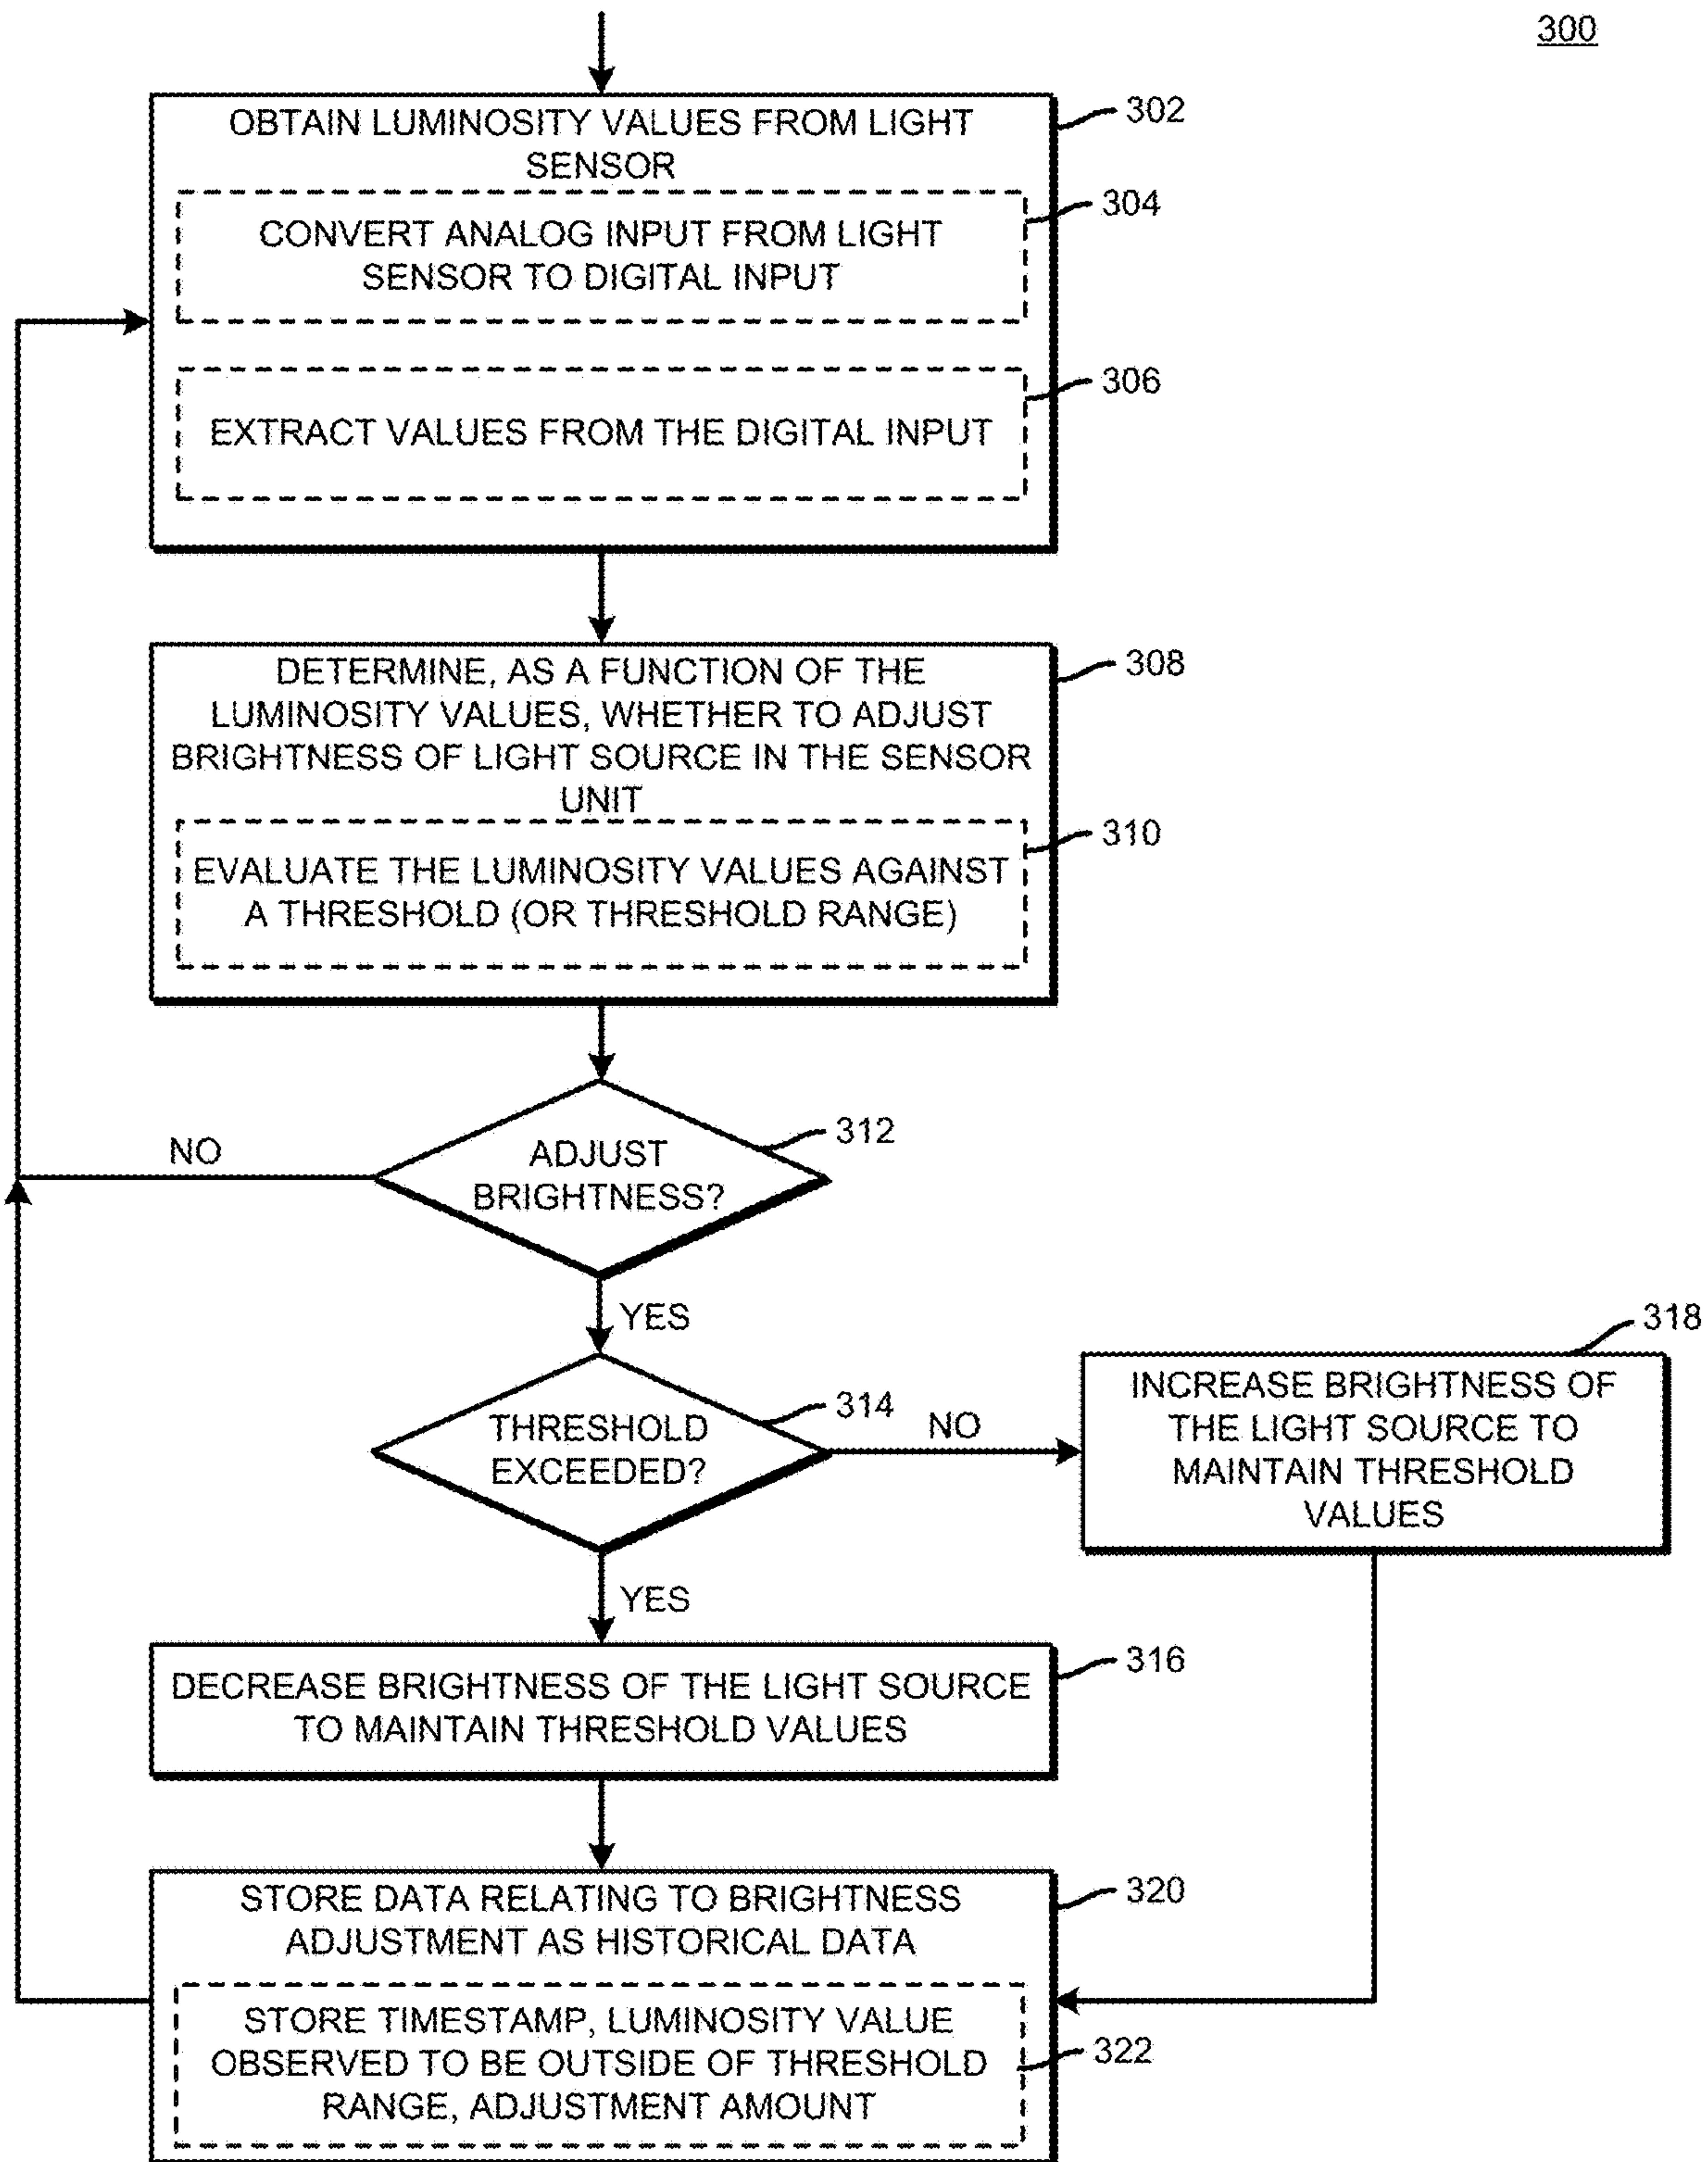 300
302
OBTAIN LUMINOSITY VALUES FROM LIGHT
SENSOR
304
CONVERT ANALOG INPUT FROM LIGHT
SENSOR TO DIGITAL INPUT
306
EXTRACT VALUES FROM THE DIGITAL INPUT
308
DETERMINE, AS A FUNCTION OF THE
LUMINOSITY VALUES, WHETHER TO ADJUST
BRIGHTNESS OF LIGHT SOURCE IN THE SENSOR
UNIT
310
EVALUATE THE LUMINOSITY VALUES AGAINST
A THRESHOLD (OR THRESHOLD RANGE)
312
ADJUST
BRIGHTNESS?
NO
YES
314
THRESHOLD
EXCEEDED?
NO
318
INCREASE BRIGHTNESS OF
THE LIGHT SOURCE TO
MAINTAIN THRESHOLD
VALUES
YES
316
DECREASE BRIGHTNESS OF THE LIGHT SOURCE
TO MAINTAIN THRESHOLD VALUES
320
STORE DATA RELATING TO BRIGHTNESS
ADJUSTMENT AS HISTORICAL DATA
322
STORE TIMESTAMP, LUMINOSITY VALUE
OBSERVED TO BE OUTSIDE OF THRESHOLD
RANGE, ADJUSTMENT AMOUNT